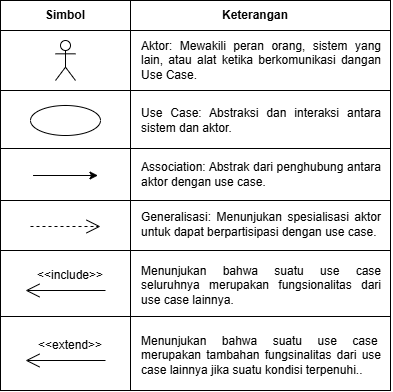 Simbol
Keterangan
Aktor: Mewakili peran orang, sistem yang
lain, atau alat ketika berkomunikasi dangan
Use Case.
Use Case: Abstraksi dan interaksi antara
sistem dan aktor.
Association: Abstrak dari penghubung antara
aktor dengan use case.
Generalisasi: Menunjukan spesialisasi aktor
untuk dapat berpartisipasi dengan use case.
<<include>>
Menunjukan bahwa suatu use case
seluruhnya merupakan fungsionalitas dari
use case lainnya.
<<extend>>
Menunjukan bahwa suatu use case
merupakan tambahan fungsinalitas dari use
case lainnya jika suatu kondisi terpenuhi..